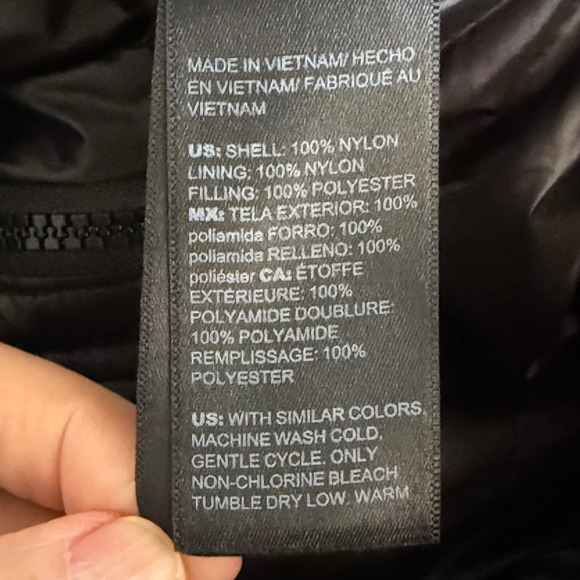 MADE IN VIETNAM/ HECHO
EN VIETNAM/ FABRIQUÉ AU
VIETNAM
US: SHELL: 100% NYLON
LINING: 100% NYLON
FILLING: 100% POLYESTER
MX: TELA EXTERIOR: 100%
poliamida FORRO: 100%
poliamida RELLENO: 100%
poliéster CA: ÉTOFFE
EXTÉRIEURE: 100%
POLYAMIDE DOUBLURE:
100% POLYAMIDE
REMPLISSAGE: 100%
POLYESTER
US: WITH SIMILAR COLORS,
MACHINE WASH COLD,
GENTLE CYCLE. ONLY
NON-CHLORINE BLEACH
TUMBLE DRY LOW. WARM